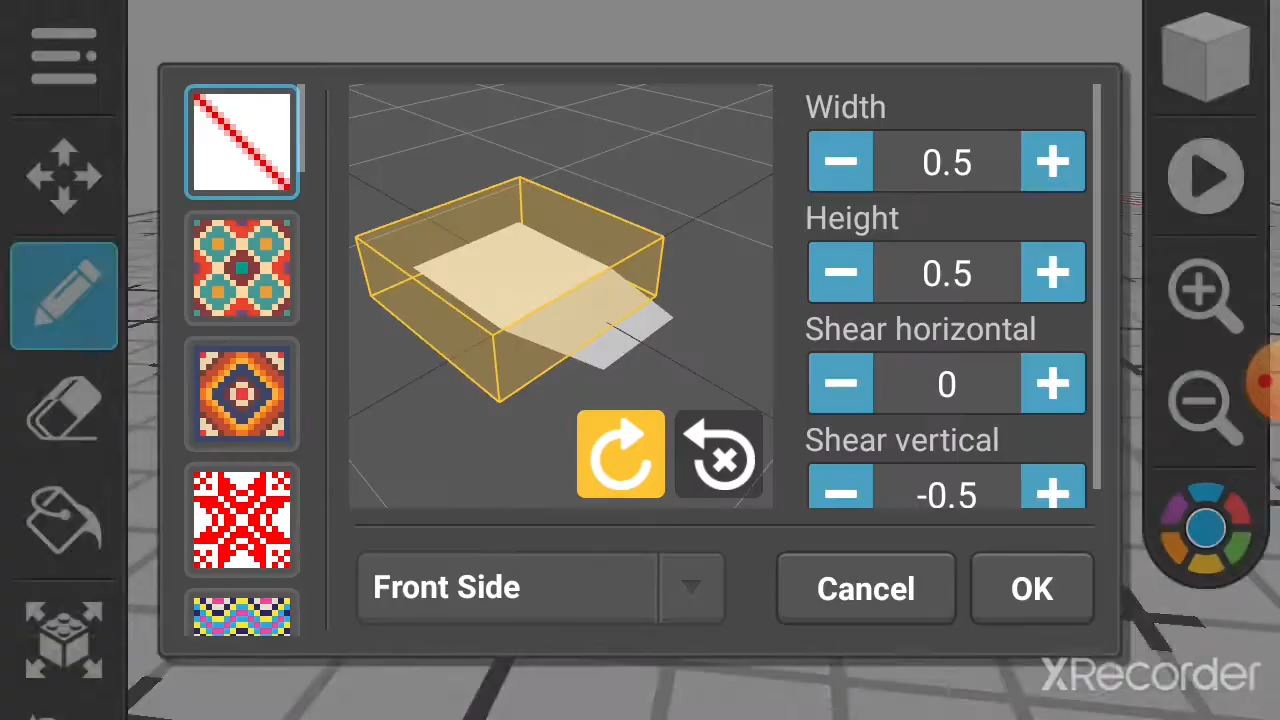 Width
0.5
Height
0.5
Shear horizontal
0
Shear vertical
-0.5
Front Side
Cancel
OK
XRecorder